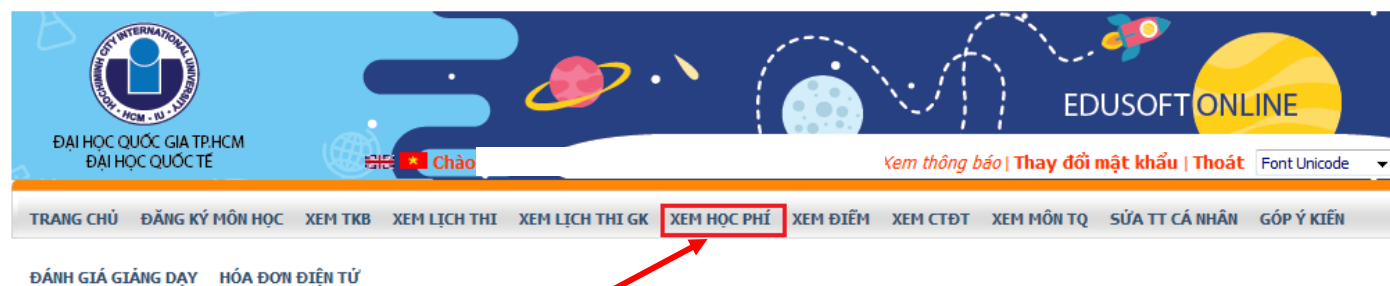 HOCHIMINH CITY INTERNATIONAL UNIVERSITY
HCM - IU
ĐẠI HỌC QUỐC GIA TP.HCM
ĐẠI HỌC QUỐC TẾ
EDUSOFT ONLINE
Chào
Xem thông báo | Thay đổi mật khẩu | Thoát Font Unicode
TRANG CHỦ ĐĂNG KÝ MÔN HỌC XEM TKB XEM LỊCH THI XEM LỊCH THI GK XEM HỌC PHÍ XEM ĐIỂM XEM CTĐT XEM MÔN TQ SỬA TT CÁ NHÂN GÓP Ý KIẾN
ĐÁNH GIÁ GIẢNG DẠY HÓA ĐƠN ĐIỆN TỬ